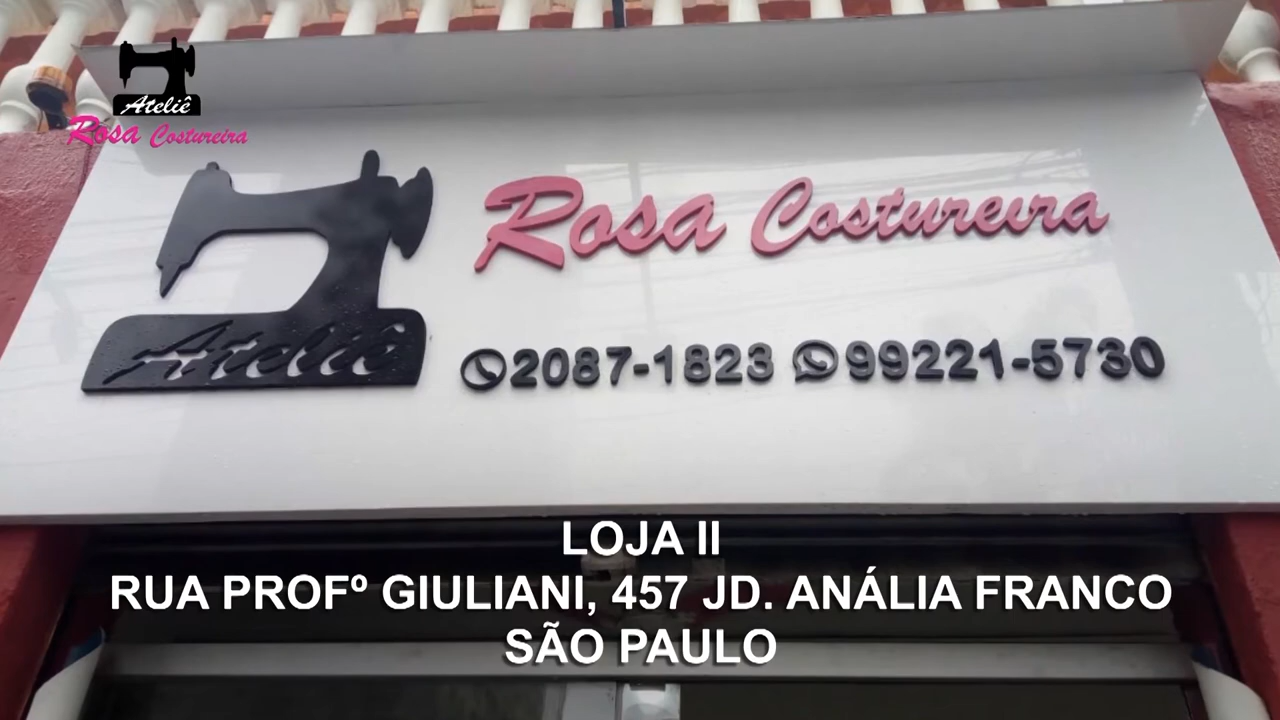 Ateliê
Rosa Costureira
Rosa Costureira
Ateliê
2087-1823 99221-5730
LOJA II
RUA PROFº GIULIANI, 457 JD. ANÁLIA FRANCO
SÃO PAULO